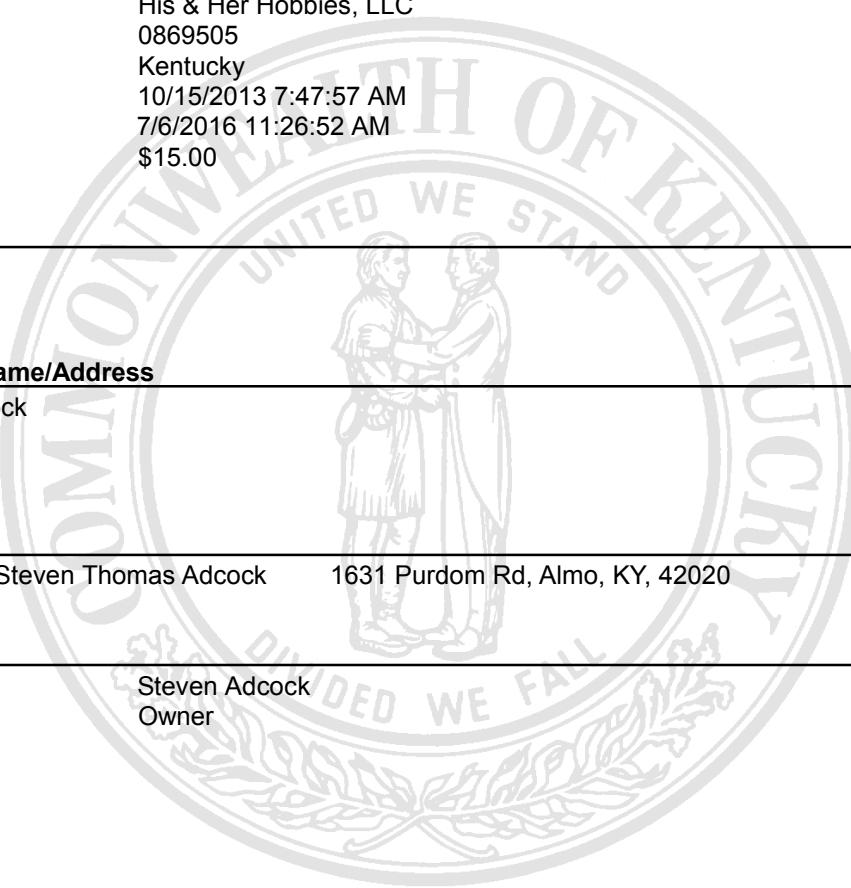 His & Her Hobbies, LLC
0869505
Kentucky
10/15/2013 7:47:57 AM
7/6/2016 11:26:52 AM
$15.00
ame/Address
ck
Steven Thomas Adcock 1631 Purdom Rd, Almo, KY, 42020
Steven Adcock
Owner
COMMONWEALTH OF KENTUCKY
UNITED WE STAND
DIVIDED WE FALL